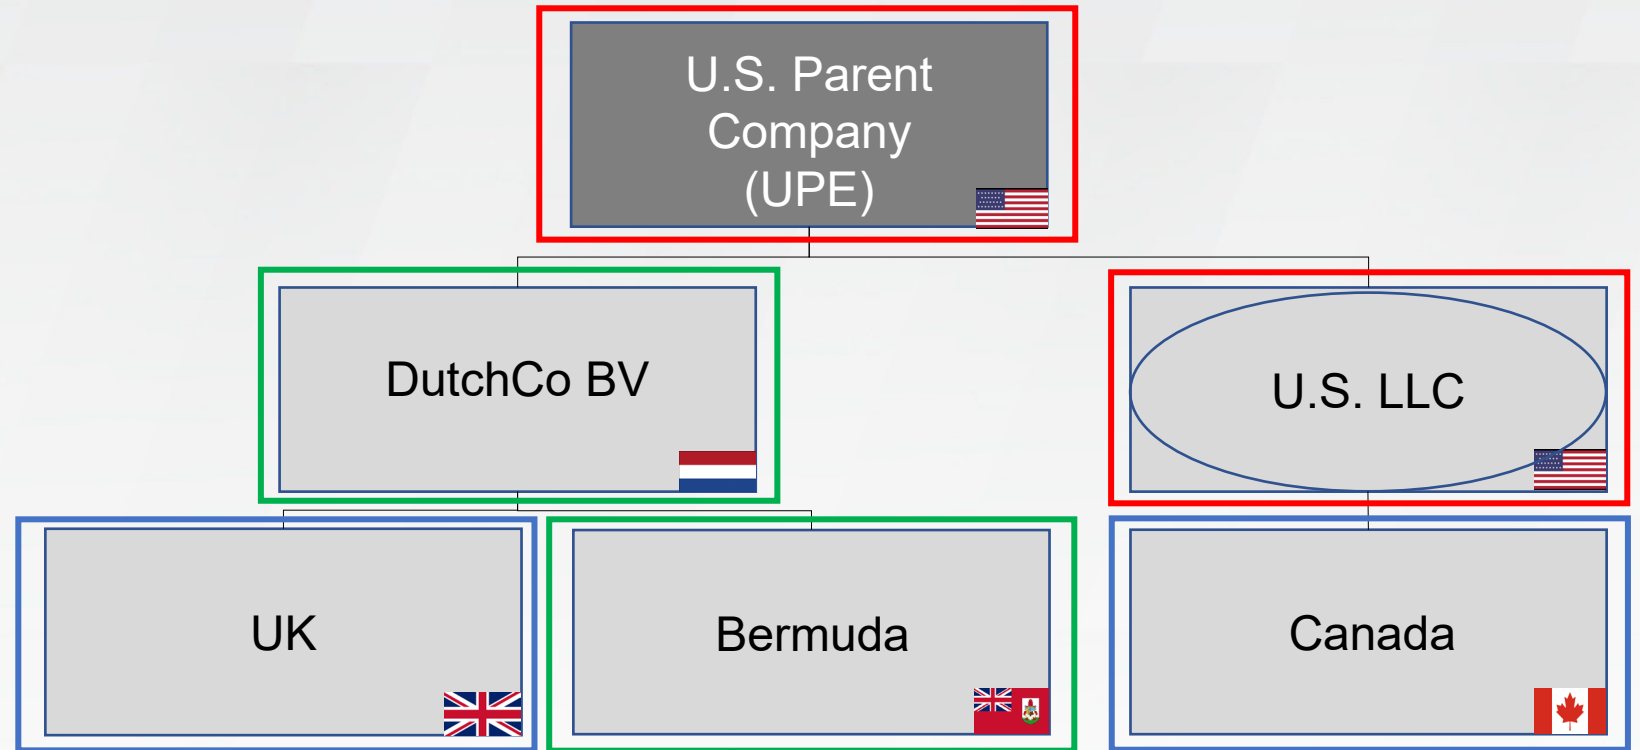 U.S. Parent
Company
(UPE)
DutchCo BV
U.S. LLC
UK
Bermuda
Canada